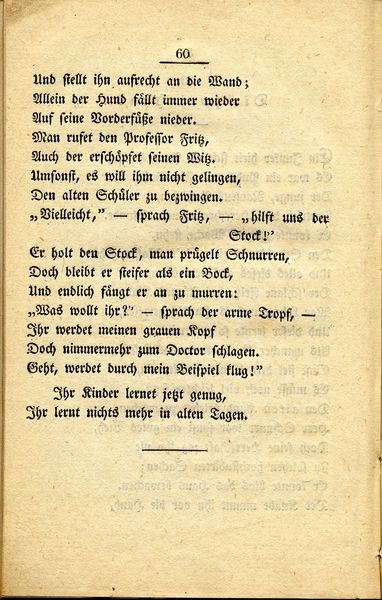 60
Und stellt ihn aufrecht an die Wand;
Allein der Hund fällt immer wieder
Auf seine Vorderfüße nieder.
Man rufet den Professor Fritz,
Auch der erschöpfet seinen Witz.
Umsonst, es will ihm nicht gelingen,
Den alten Schüler zu bezwingen.
„Vielleicht," — sprach Fritz, — „hilft uns der
Stock!"
Er holt den Stock, man prügelt Schnurren,
Doch bleibt er steifer als ein Bock,
Und endlich fängt er an zu murren:
„Was wollt ihr?" — sprach der arme Tropf, —
Ihr werdet meinen grauen Kopf
Doch nimmermehr zum Doctor schlagen.
Geht, werdet durch mein Beispiel klug!"
Ihr Kinder lernet jetzt genug,
Ihr lernt nichts mehr in alten Tagen.